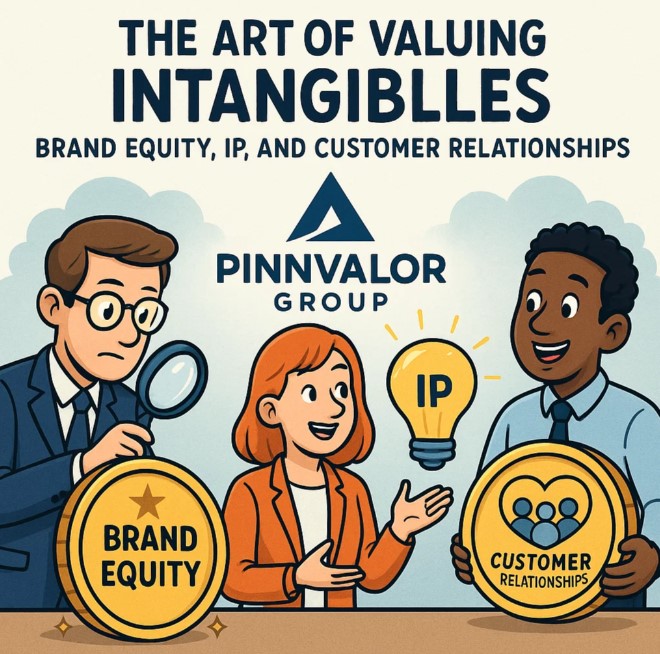 THE ART OF VALUING
INTANGIBLLES
BRAND EQUITY, IP, AND CUSTOMER RELATIONSHIPS
PINNVALOR
GROUP
IP
BRAND
EQUITY
CUSTOMER
RELATIONSHIPS